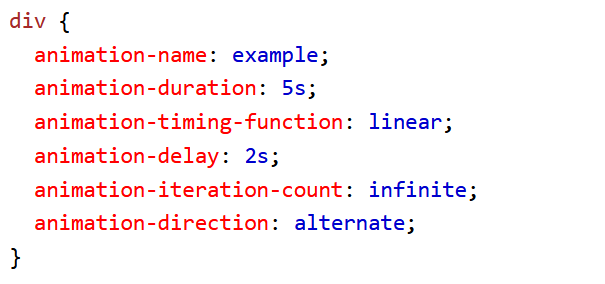 div {
  animation-name: example;
  animation-duration: 5s;
  animation-timing-function: linear;
  animation-delay: 2s;
  animation-iteration-count: infinite;
  animation-direction: alternate;
}